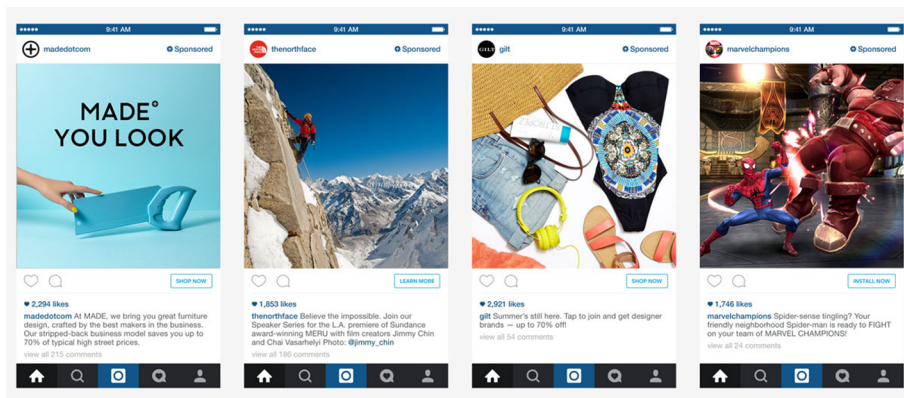 9:41 AM
madedotcom
Sponsored
MADE
YOU LOOK
SHOP NOW
2,294 likes
madedotcom At MADE, we bring you great furniture
design, crafted by the best makers in the business.
Our stripped-back business model saves you up to
70% of typical high street prices.
view all 215 comments
9:41 AM
thenorthface
Sponsored
LEARN MORE
1,853 likes
thenorthface Believe the impossible. Join our
Speaker Series for the L.A. premiere of Sundance
award-winning MERU with film creators Jimmy Chin
and Chai Vasarhelyi Photo: @jimmy_chin
view all 186 comments
9:41 AM
GILT
gilt
Sponsored
SHOP NOW
2,921 likes
gilt Summer's still here. Tap to join and get designer
brands — up to 70% off!
view all 54 comments
9:41 AM
marvelchampions
Sponsored
INSTALL NOW
1,746 likes
marvelchampions Spider-sense tingling? Your
friendly neighborhood Spider-man is ready to FIGHT
on your team of MARVEL CHAMPIONS!
view all 24 comments